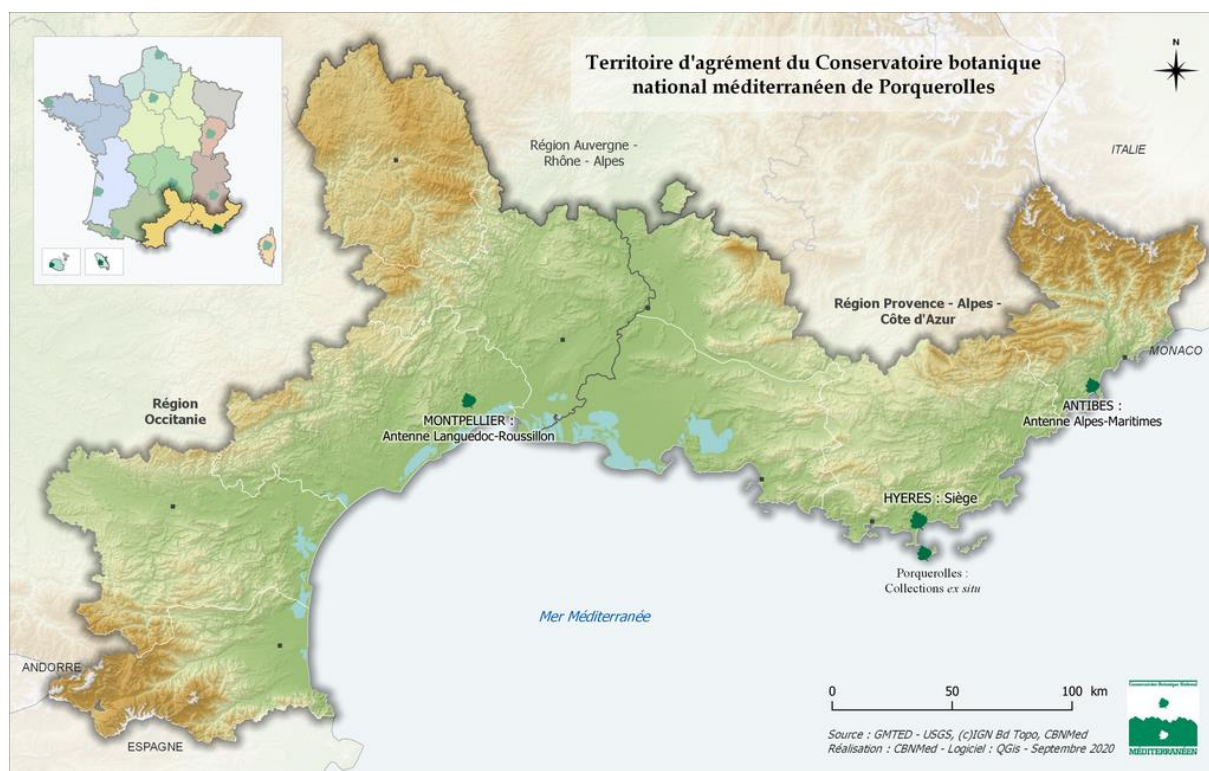 Territoire d'agrément du Conservatoire botanique
national méditerranéen de Porquerolles
N
Région Auvergne -
Rhône - Alpes
ITALIE
Région Provence - Alpes -
Côte d'Azur
MONACO
Région
Occitanie
MONTPELLIER :
Antenne Languedoc-Roussillon
ANTIBES :
Antenne Alpes-Maritimes
HYERES : Siège
Porquerolles :
Collections ex situ
Mer Méditerranée
ANDORRE
ESPAGNE
0 50 100 km
Source : GMTED - USGS, (c)IGN Bd Topo, CBNMed
Réalisation : CBNMed - Logiciel : QGis - Septembre 2020
Conservatoire Botanique National
MÉDITERRANÉEN